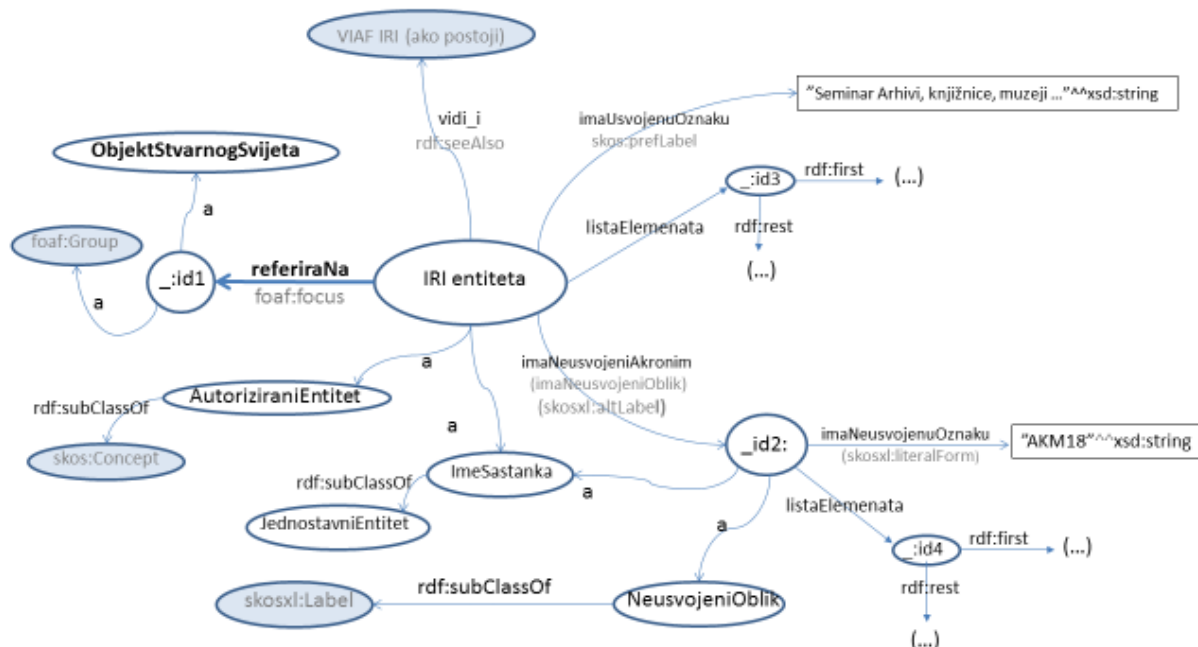 VIAF IRI (ako postoji)
"Seminar Arhivi, knjižnice, muzeji ..."^^xsd:string
vidi_i
rdf:seeAlso
imaUsvojenuOznaku
skos:prefLabel
ObjektStvarnogSvijeta
_:id3
rdf:first
(...)
a
listaElemenata
rdf:rest
(...)
foaf:Group
_:id1
referiraNa
foaf:focus
IRI entiteta
a
a
imaNeusvojeniAkronim
(imaNeusvojeniOblik)
(skosxl:altLabel)
AutoriziraniEntitet
rdf:subClassOf
skos:Concept
a
_id2:
imaNeusvojenuOznaku
(skosxl:literalForm)
"AKM18"^^xsd:string
ImeSastanka
rdf:subClassOf
a
JednostavniEntitet
listaElemenata
a
_:id4
rdf:first
(...)
rdf:rest
(...)
skosxl:Label
rdf:subClassOf
NeusvojeniOblik